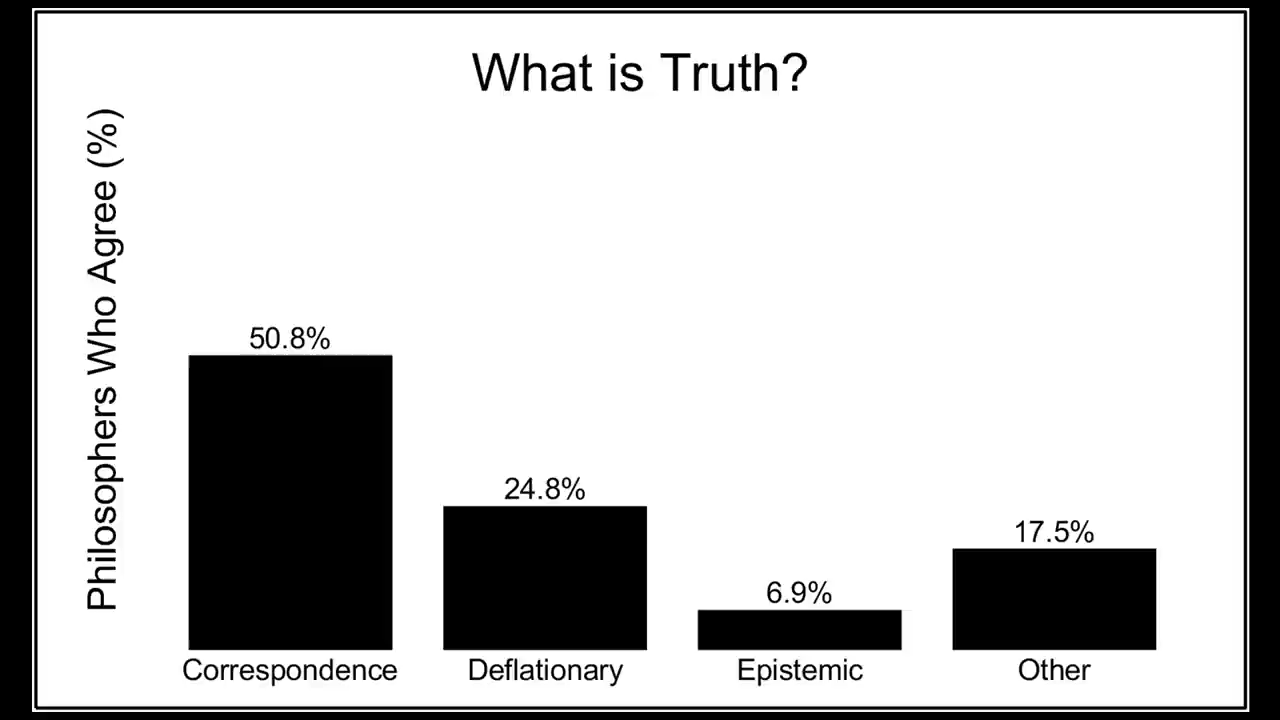 What is Truth?
Philosophers Who Agree (%)
50.8%
24.8%
6.9%
17.5%
Correspondence
Deflationary
Epistemic
Other